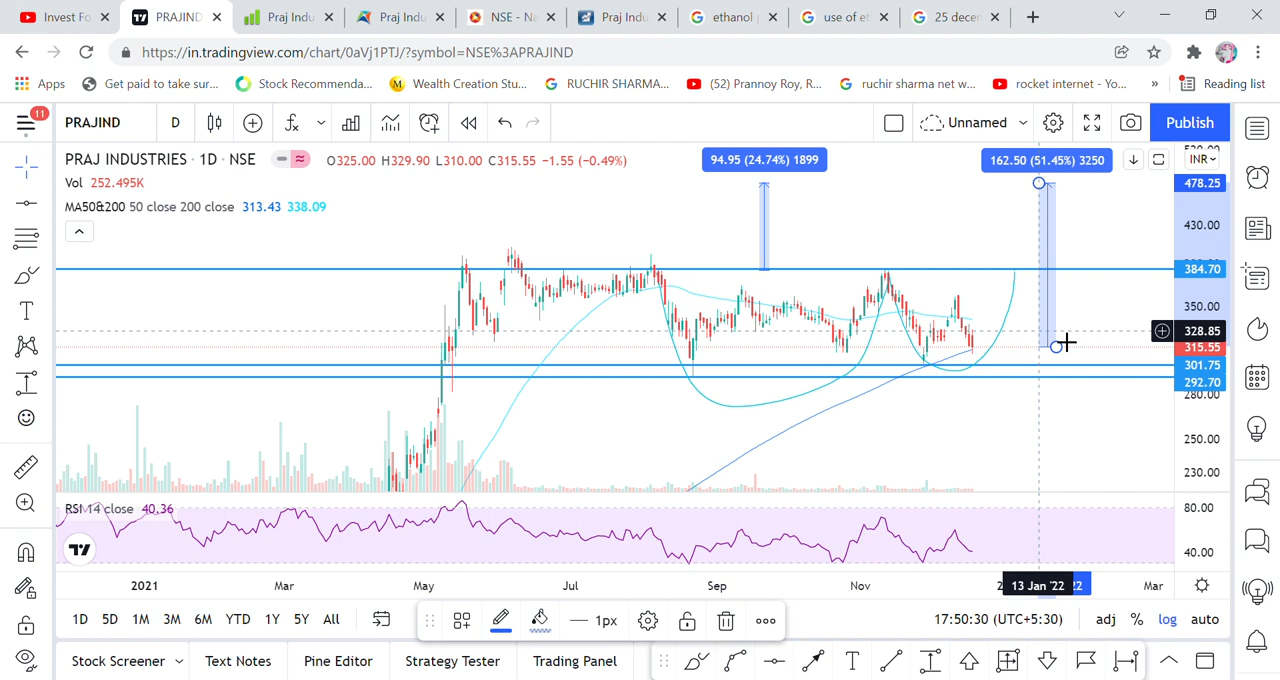 Invest Fo
PRAJIND
Praj Indu
Praj Indu
NSE - Na
Praj Indu
ethanol
use of et
25 decem
https://in.tradingview.com/chart/0aVj1PTJ/?symbol=NSE%3APRAJIND
Apps
Get paid to take sur...
Stock Recommenda...
Wealth Creation Stu...
RUCHIR SHARMA...
(52) Prannoy Roy, R...
ruchir sharma net w...
rocket internet - Yo...
»
Reading list
11
PRAJIND
D
Unnamed
Publish
PRAJ INDUSTRIES · 1D · NSE
O325.00 H329.90 L310.00 C315.55 −1.55 (−0.49%)
94.95 (24.74%) 1899
162.50 (51.45%) 3250
INR
Vol 252.495K
478.25
MA50&200 50 close 200 close 313.43 338.09
430.00
384.70
350.00
328.85
315.55
301.75
292.70
280.00
250.00
230.00
RSI 14 close 40.36
80.00
40.00
2021
Mar
May
Jul
Sep
Nov
13 Jan '22
Mar
1D 5D 1M 3M 6M YTD 1Y 5Y All
1px
17:50:30 (UTC+5:30)
adj
%
log
auto
Stock Screener
Text Notes
Pine Editor
Strategy Tester
Trading Panel